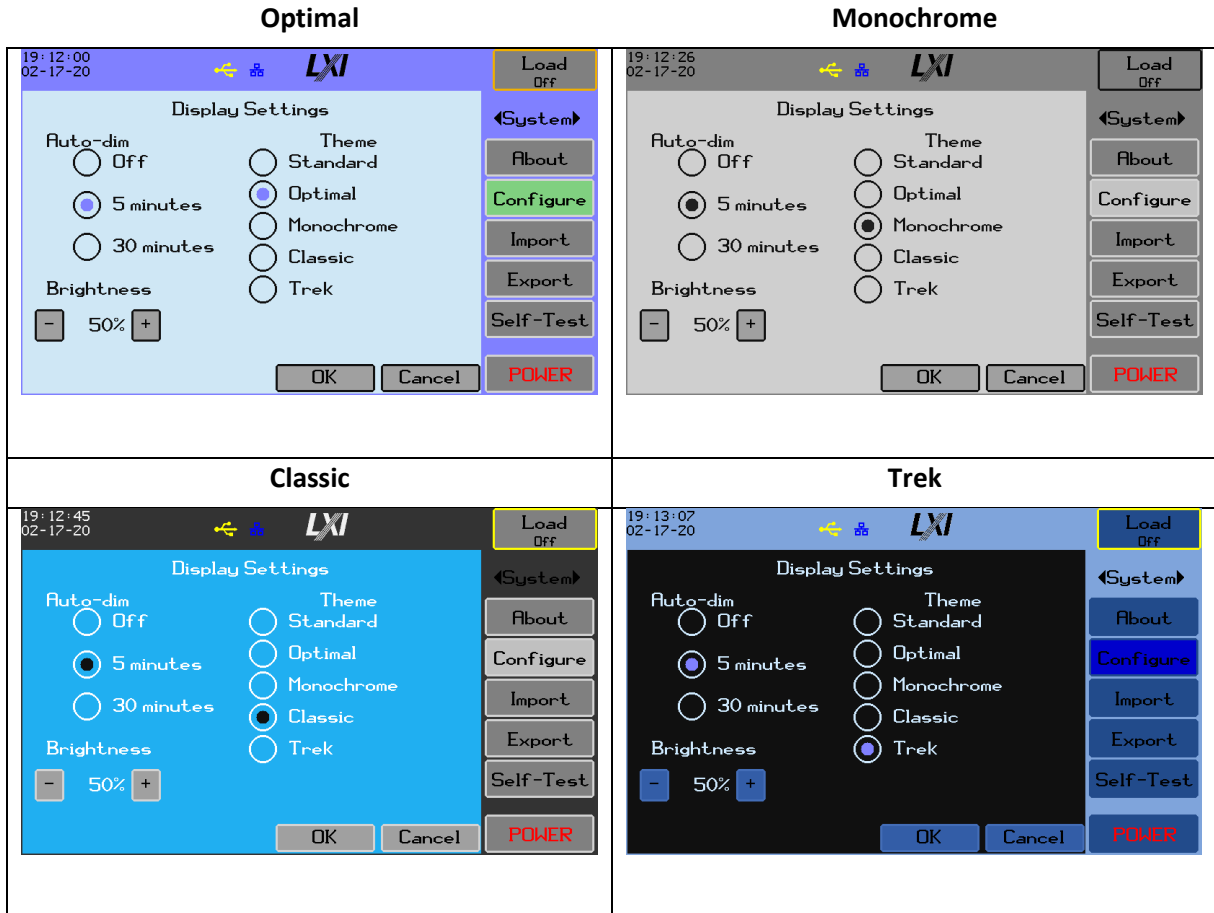 Optimal
19:12:00
02-17-20
LXI
Load
Off
Display Settings
◀System▶
Auto-dim
Theme
Off
Standard
About
5 minutes
Optimal
Configure
Monochrome
30 minutes
Classic
Import
Brightness
Trek
Export
- 50% +
Self-Test
OK
Cancel
POWER
Monochrome
19:12:26
02-17-20
LXI
Load
Off
Display Settings
◀System▶
Auto-dim
Theme
Off
Standard
About
5 minutes
Optimal
Configure
Monochrome
30 minutes
Classic
Import
Brightness
Trek
Export
- 50% +
Self-Test
OK
Cancel
POWER
Classic
19:12:45
02-17-20
LXI
Load
Off
Display Settings
◀System▶
Auto-dim
Theme
Off
Standard
About
5 minutes
Optimal
Configure
Monochrome
30 minutes
Classic
Import
Brightness
Trek
Export
- 50% +
Self-Test
OK
Cancel
POWER
Trek
19:13:07
02-17-20
LXI
Load
Off
Display Settings
◀System▶
Auto-dim
Theme
Off
Standard
About
5 minutes
Optimal
Configure
Monochrome
30 minutes
Classic
Import
Brightness
Trek
Export
- 50% +
Self-Test
OK
Cancel
POWER